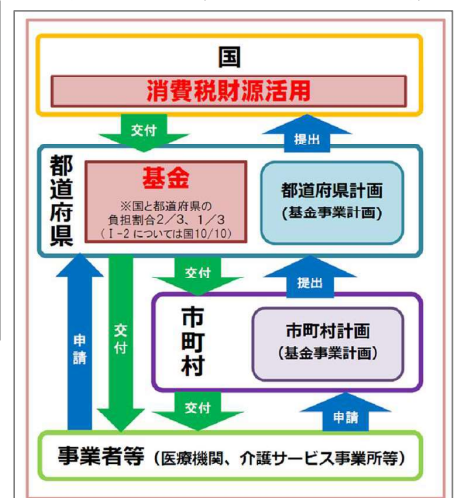 国
消費税財源活用
交付
提出
都道府県
基金
※国と都道府県の
負担割合2/3、1/3
(Ⅰ-2については国10/10)
都道府県計画
(基金事業計画)
申請
交付
交付
提出
市町村
市町村計画
(基金事業計画)
交付
申請
事業者等(医療機関、介護サービス事業所等)